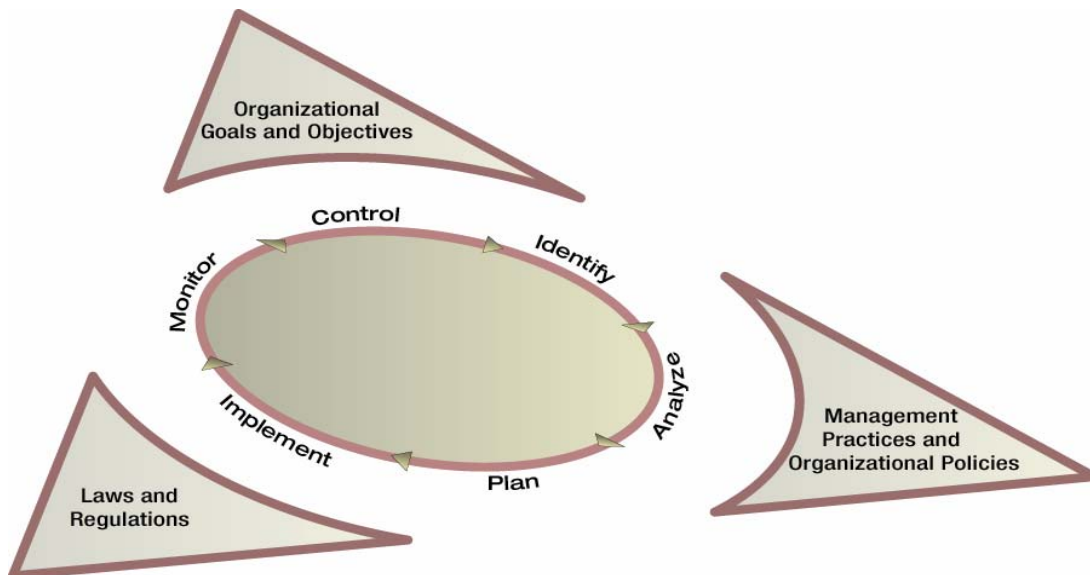 Organizational
Goals and Objectives
Control
Identify
Monitor
Analyze
Implement
Plan
Management
Practices and
Organizational Policies
Laws and
Regulations